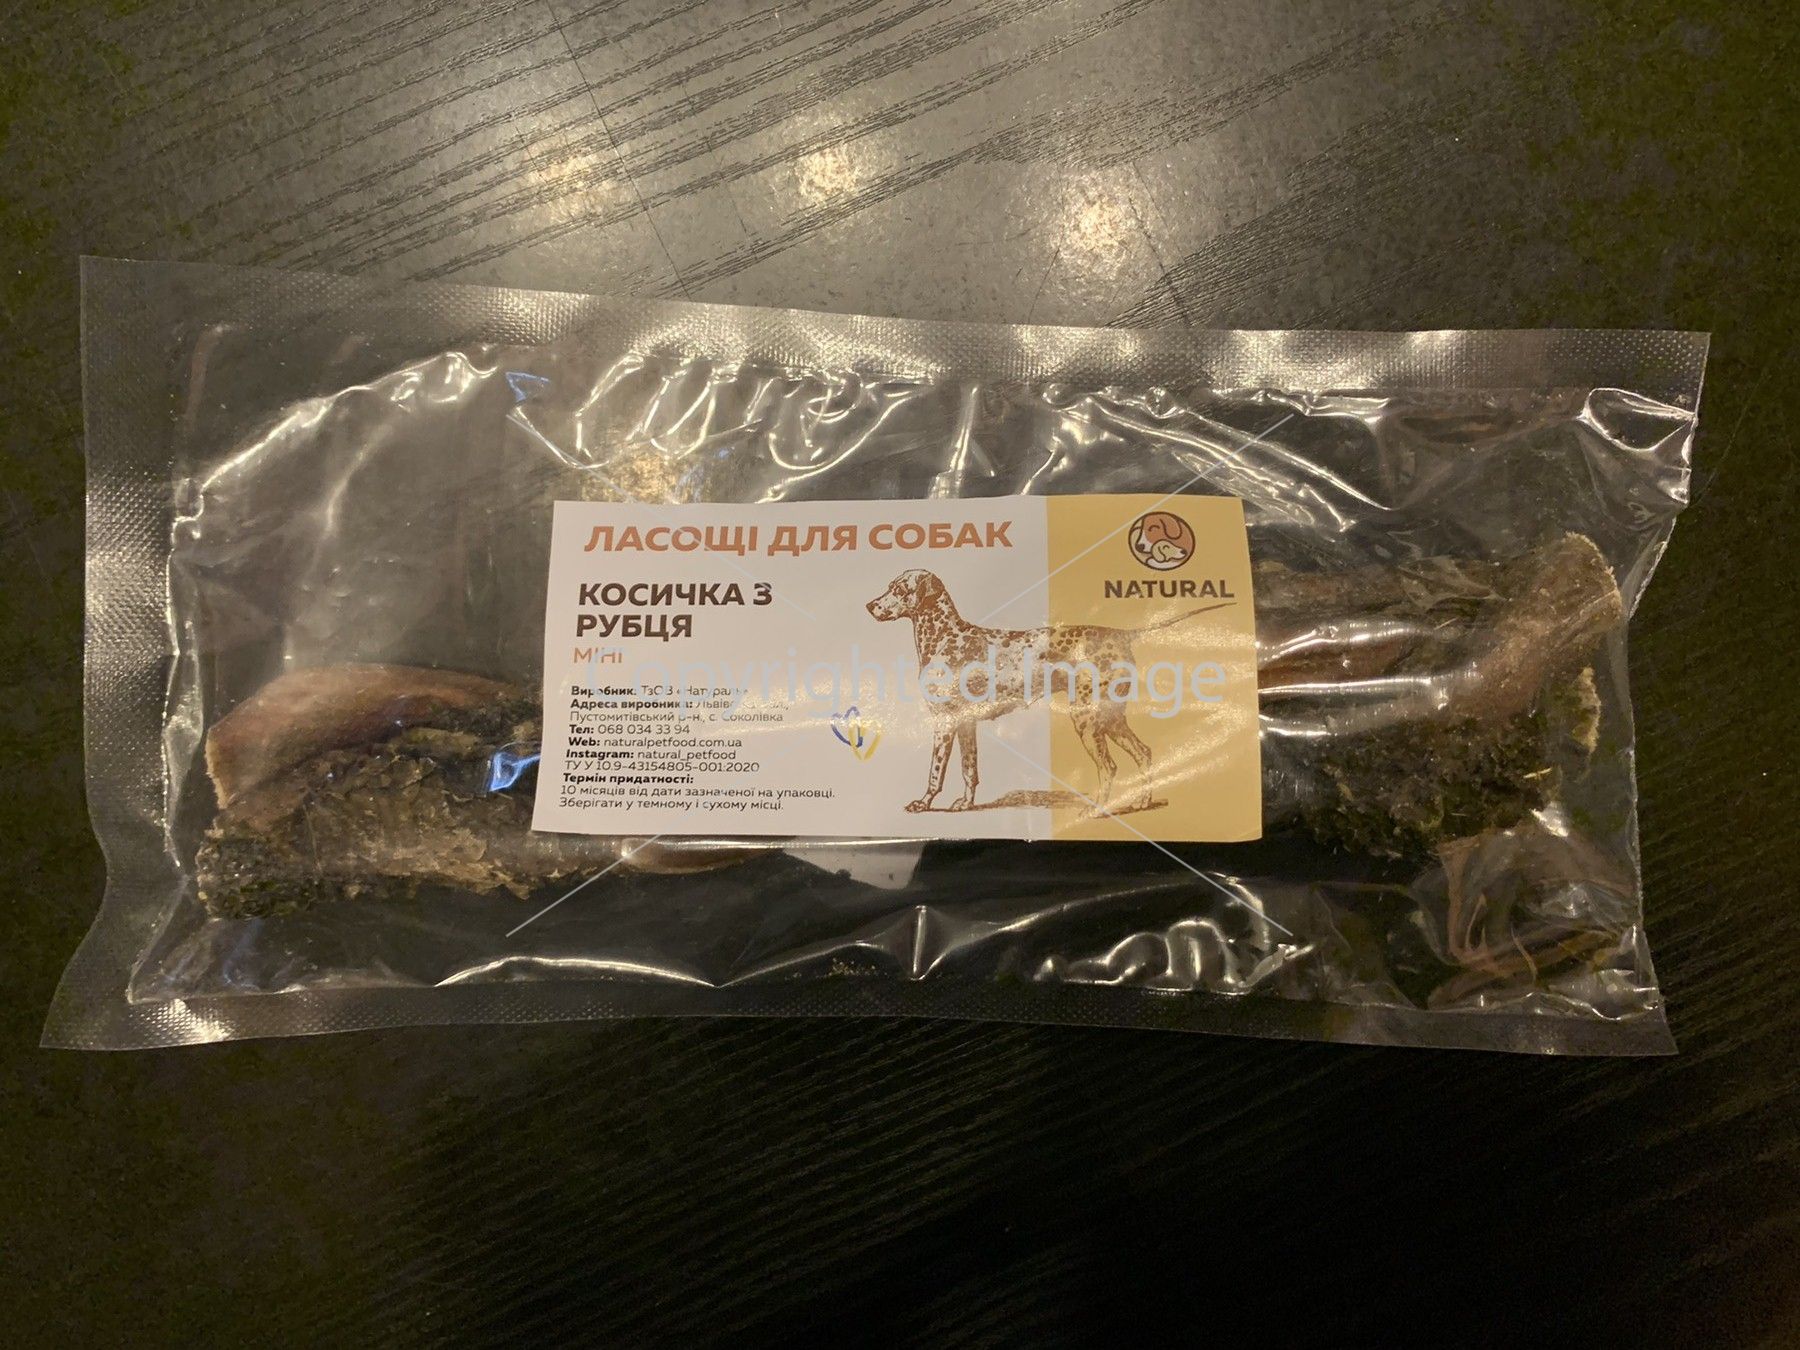 ЛАСОЩІ ДЛЯ СОБАК
КОСИЧКА З
РУБЦЯ
МІНІ
NATURAL
Виробник: ТзОВ «Натураль»
Адреса виробника: Львівська обл.,
Пустомитівський р-н., с. Соколівка
Тел: 068 034 33 94
Web: naturalpetfood.com.ua
Instagram: natural_petfood
ТУ У 10.9-43154805-001:2020
Термін придатності:
10 місяців від дати зазначеної на упаковці.
Зберігати у темному і сухому місці.
Copyrighted Image